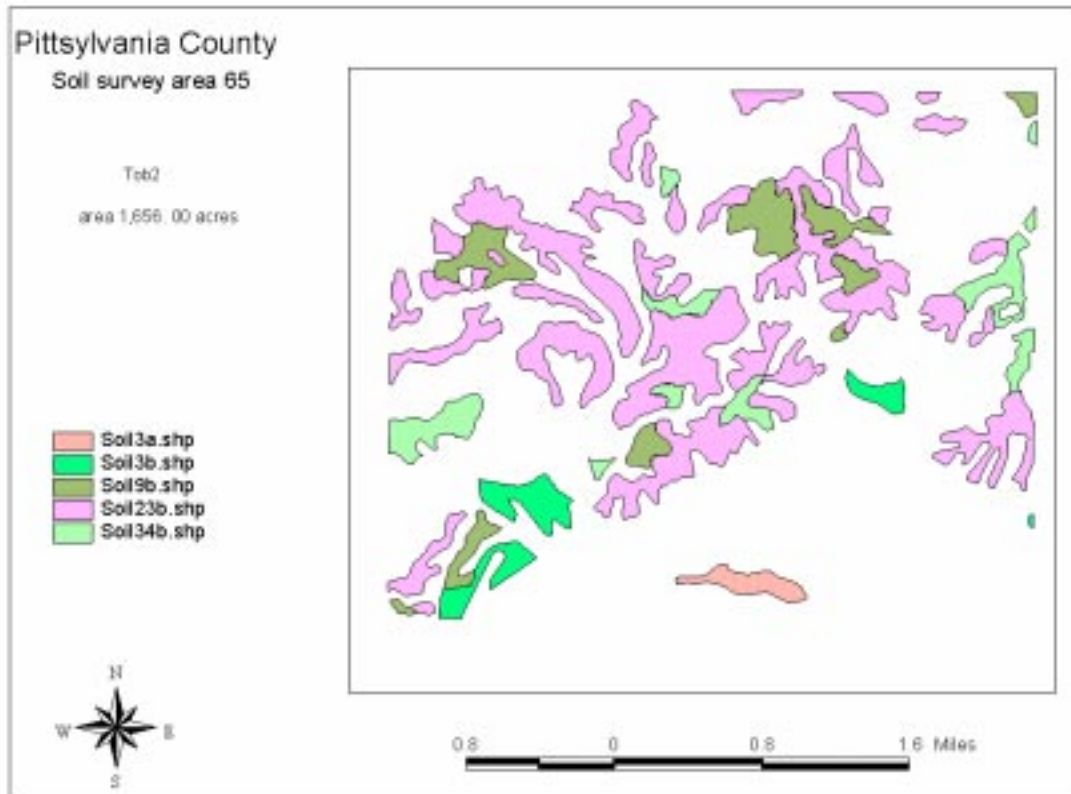 Pittsylvania County
Soil survey area 65
Tob2
area 1,656. 00 acres
Soil3a.shp
Soil3b.shp
Soil9b.shp
Soil23b.shp
Soil34b.shp
N
W E
S
0.8 0 0.8 1.6 Miles